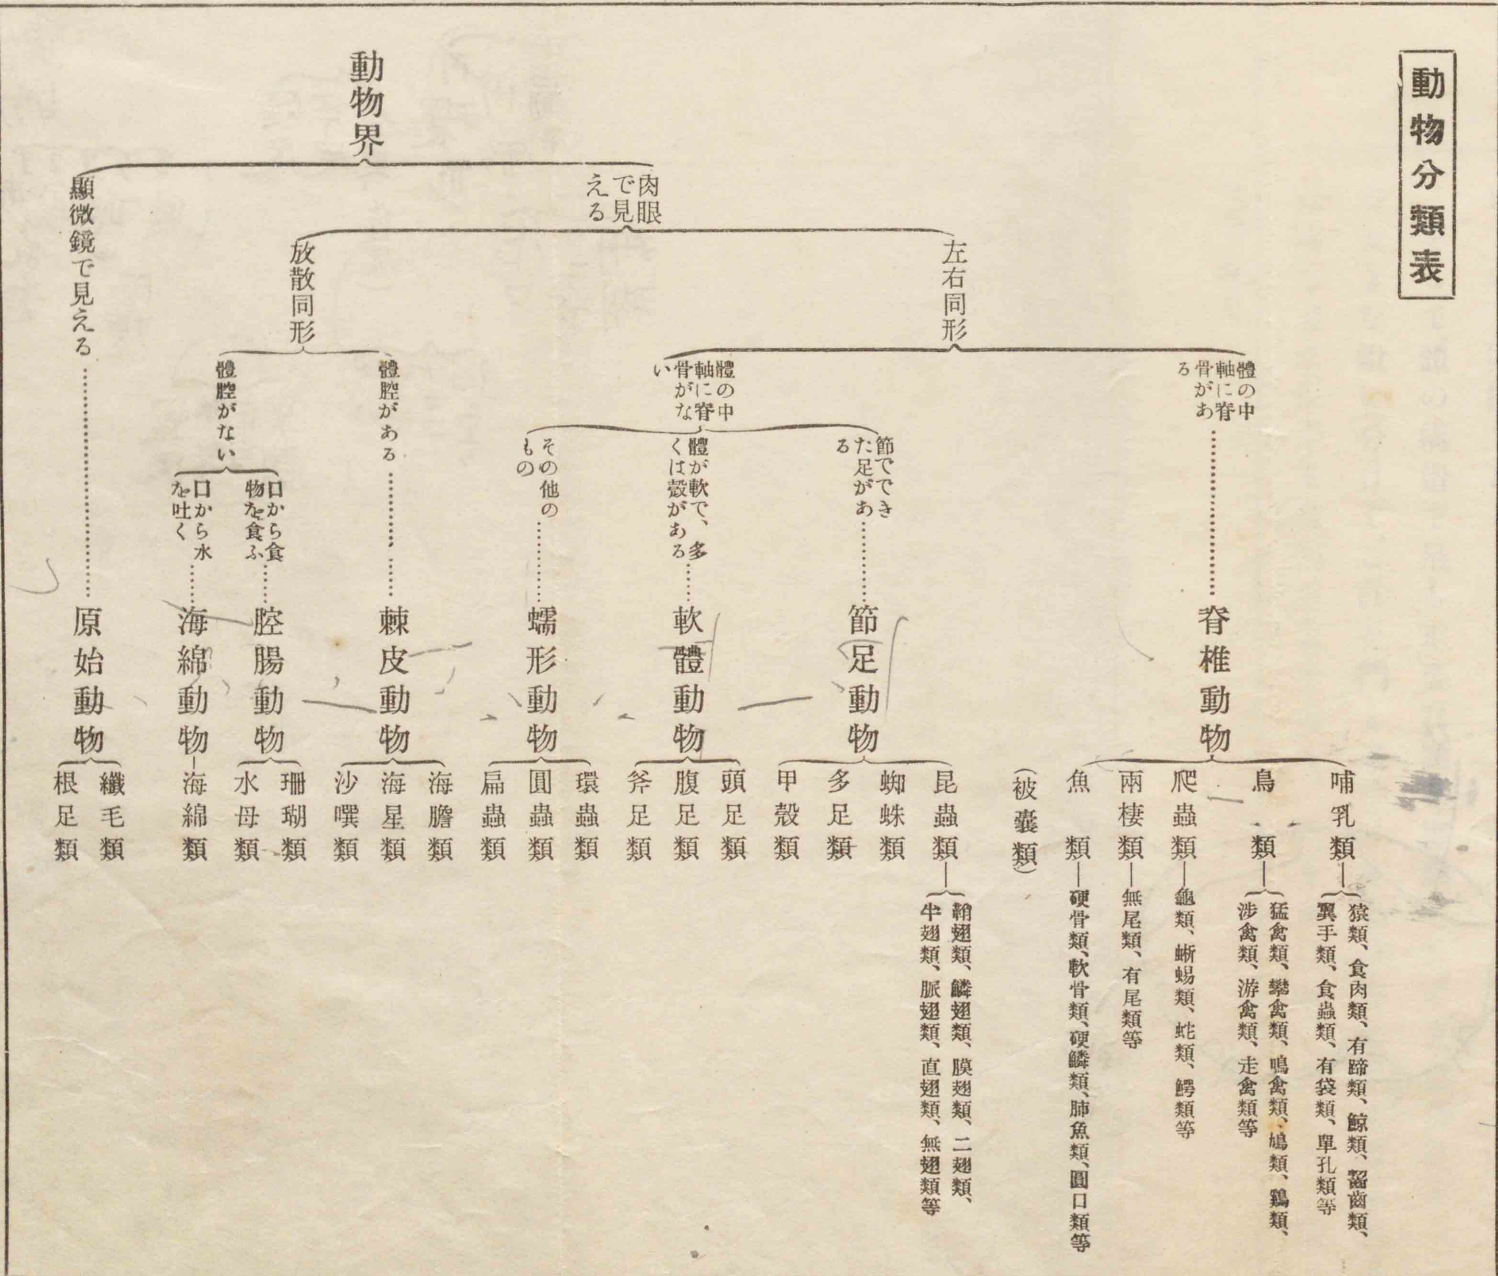 動物分類表
動物界
肉眼
で見
える
左右同形
體の中
軸に脊
骨があ
る
脊椎動物
哺乳類
猿類、食肉類、有蹄類、鯨類、齧齒類、
翼手類、食蟲類、有袋類、單孔類等
鳥類
猛禽類、攀禽類、鳴禽類、鳩類、鷄類、
涉禽類、游禽類、走禽類等
爬蟲類
龜類、蜥蜴類、蛇類、鰐類等
兩棲類
無尾類、有尾類等
魚類
硬骨類、軟骨類、硬鱗類、肺魚類、圓口類等
(被囊類)
體の中
軸に脊
骨がな
い
節ででき
た足があ
る
節足動物
昆蟲類
鞘翅類、鱗翅類、膜翅類、二翅類、
半翅類、脈翅類、直翅類、無翅類等
蜘蛛類
多足類
甲殼類
體が軟で、多
くは殼がある
軟體動物
頭足類
腹足類
斧足類
その他の
もの
蠕形動物
環蟲類
圓蟲類
扁蟲類
放散同形
體腔がある
棘皮動物
海膽類
海星類
沙噀類
體腔がない
口から食
物を食ふ
腔腸動物
珊瑚類
水母類
口から水
を吐く
海綿動物
海綿類
顯微鏡で見える
原始動物
纖毛類
根足類